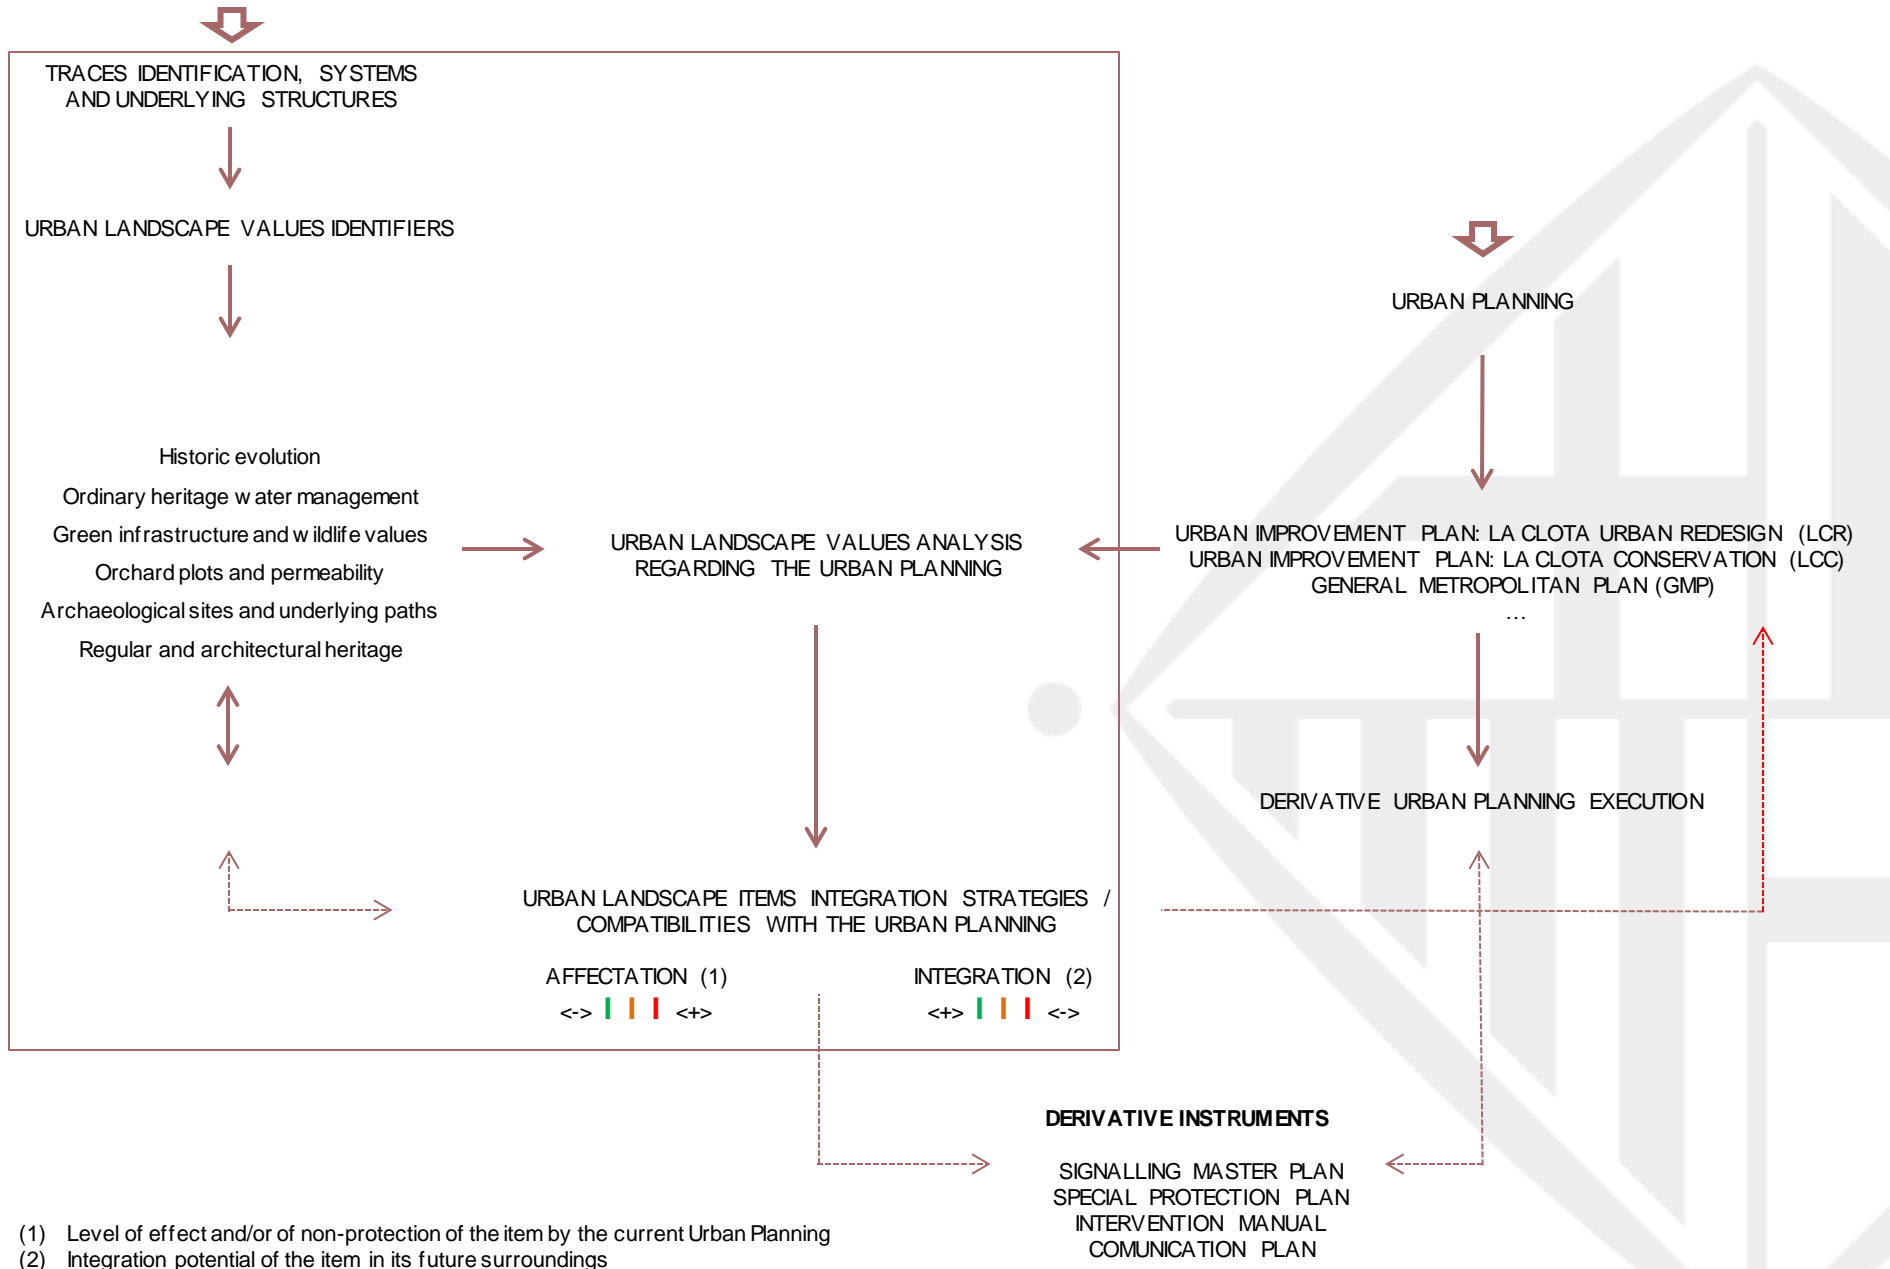 TRACES IDENTIFICATION, SYSTEMS
AND UNDERLYING STRUCTURES
URBAN LANDSCAPE VALUES IDENTIFIERS
Historic evolution
Ordinary heritage water management
Green infrastructure and wildlife values
Orchard plots and permeability
Archaeological sites and underlying paths
Regular and architectural heritage
URBAN LANDSCAPE VALUES ANALYSIS
REGARDING THE URBAN PLANNING
URBAN PLANNING
URBAN IMPROVEMENT PLAN: LA CLOTA URBAN REDESIGN (LCR)
URBAN IMPROVEMENT PLAN: LA CLOTA CONSERVATION (LCC)
GENERAL METROPOLITAN PLAN (GMP)
...
DERIVATIVE URBAN PLANNING EXECUTION
URBAN LANDSCAPE ITEMS INTEGRATION STRATEGIES /
COMPATIBILITIES WITH THE URBAN PLANNING
AFFECTATION (1)
<-> <+>
INTEGRATION (2)
<+> <->
DERIVATIVE INSTRUMENTS
SIGNALLING MASTER PLAN
SPECIAL PROTECTION PLAN
INTERVENTION MANUAL
COMUNICATION PLAN
(1) Level of effect and/or of non-protection of the item by the current Urban Planning
(2) Integration potential of the item in its future surroundings